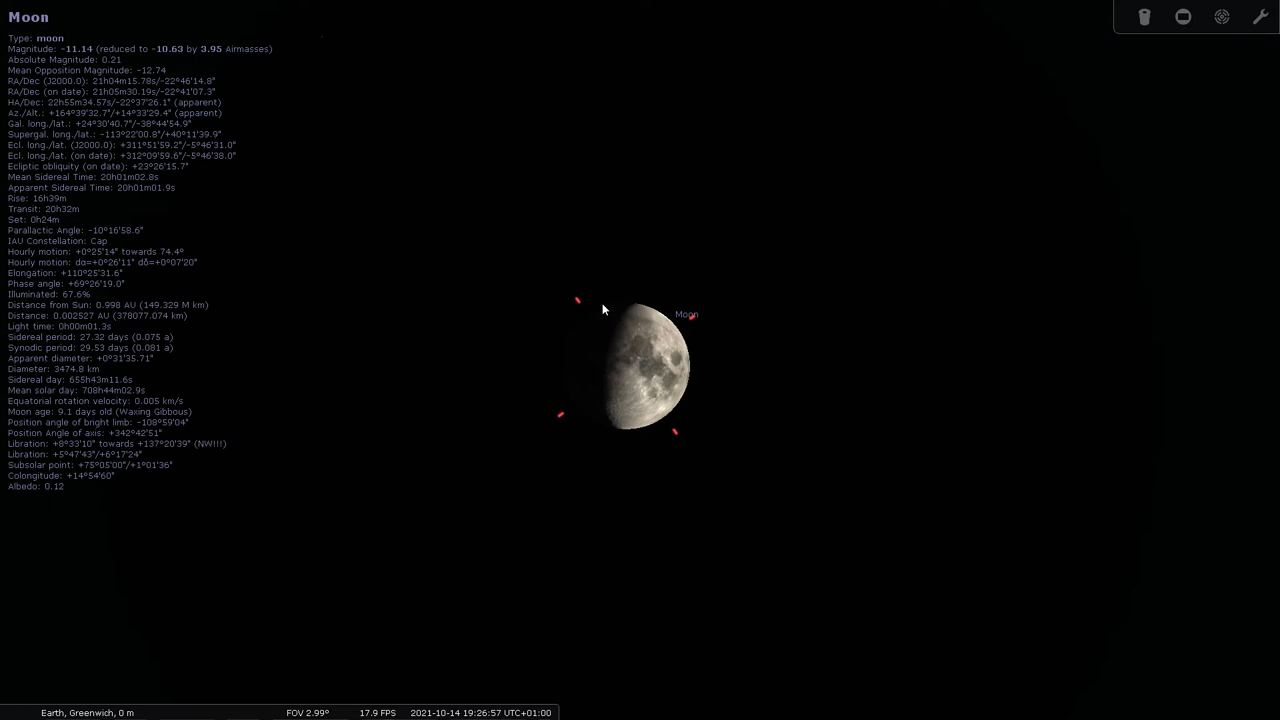 Moon
Type: moon
Magnitude: -11.14 (reduced to -10.63 by 3.95 Airmasses)
Absolute Magnitude: 0.21
Mean Opposition Magnitude: -12.74
RA/Dec (J2000.0): 21h04m15.78s/-22°46'14.8"
RA/Dec (on date): 21h05m30.19s/-22°41'07.3"
HA/Dec: 22h55m34.57s/-22°37'26.1" (apparent)
Az./Alt.: +164°39'32.7"/+14°33'29.4" (apparent)
Gal. long./lat.: +24°30'40.7"/-38°44'54.9"
Supergal. long./lat.: -113°22'00.8"/+40°11'39.9"
Ecl. long./lat. (J2000.0): +311°51'59.2"/-5°46'31.0"
Ecl. long./lat. (on date): +312°09'59.6"/-5°46'38.0"
Ecliptic obliquity (on date): +23°26'15.7"
Mean Sidereal Time: 20h01m02.8s
Apparent Sidereal Time: 20h01m01.9s
Rise: 16h39m
Transit: 20h32m
Set: 0h24m
Parallactic Angle: -10°16'58.6"
IAU Constellation: Cap
Hourly motion: +0°25'14" towards 74.4°
Hourly motion: dα=+0°26'11" dδ=+0°07'20"
Elongation: +110°25'31.6"
Phase angle: +69°26'19.0"
Illuminated: 67.6%
Distance from Sun: 0.998 AU (149.329 M km)
Distance: 0.002527 AU (378077.074 km)
Light time: 0h00m01.3s
Sidereal period: 27.32 days (0.075 a)
Synodic period: 29.53 days (0.081 a)
Apparent diameter: +0°31'35.71"
Diameter: 3474.8 km
Sidereal day: 655h43m11.6s
Mean solar day: 708h44m02.9s
Equatorial rotation velocity: 0.005 km/s
Moon age: 9.1 days old (Waxing Gibbous)
Position angle of bright limb: -108°59'04"
Position Angle of axis: +342°42'51"
Libration: +8°33'10" towards +137°20'39" (NW!!!)
Libration: +5°47'43"/+6°17'24"
Subsolar point: +75°05'00"/+1°01'36"
Colongitude: +14°54'60"
Albedo: 0.12
Moon
Earth, Greenwich, 0 m FOV 2.99° 17.9 FPS 2021-10-14 19:26:57 UTC+01:00